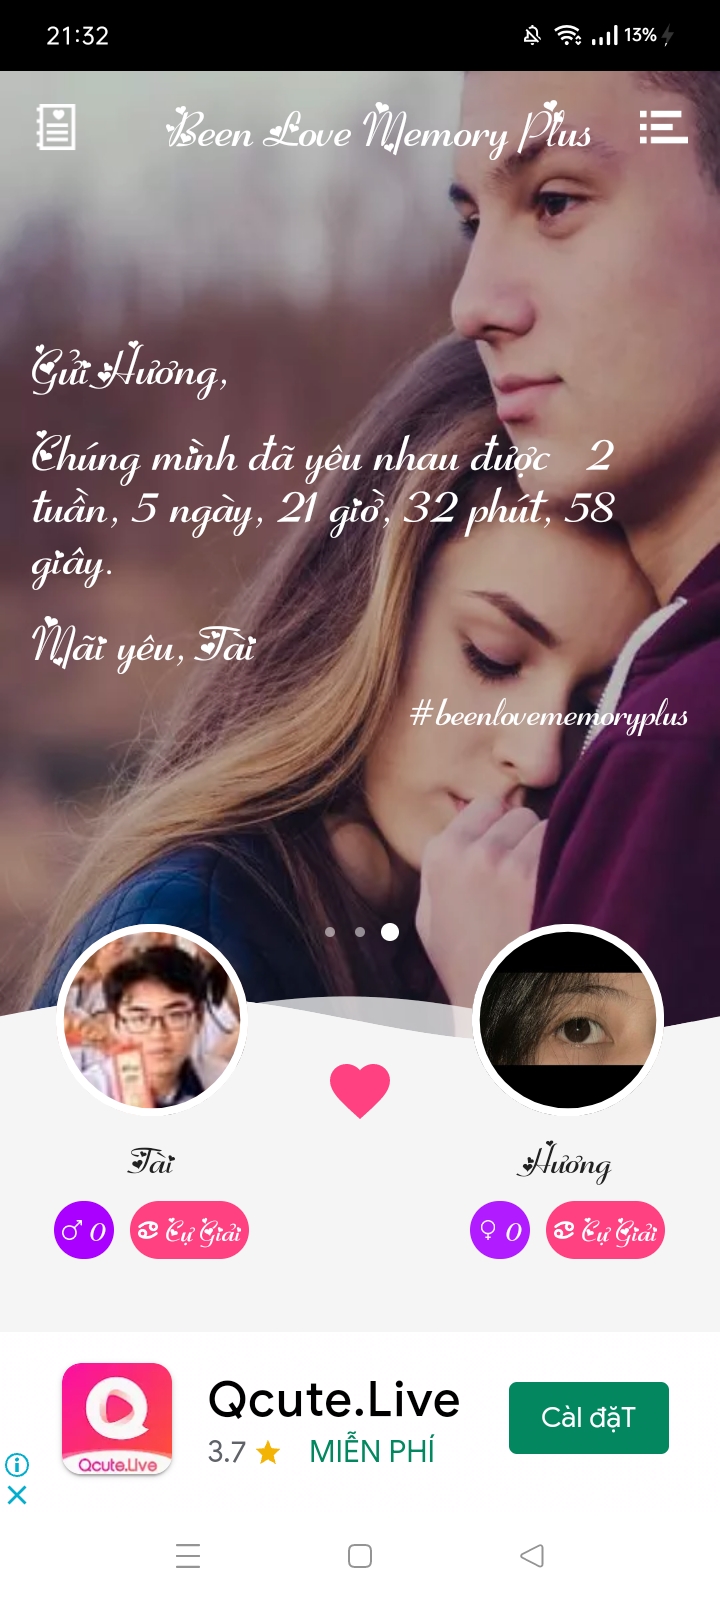 21:32
13%
Been Love Memory Plus
Gửi Hương,
Chúng mình đã yêu nhau được 2
tuần, 5 ngày, 21 giờ, 32 phút, 58
giây.
Mãi yêu, Tài
#beenlovememoryplus
Tài
Hương
♂ 0
♋ Cự Giải
♀ 0
♋ Cự Giải
Qcute.Live
Qcute.Live
3.7 ★ MIỄN PHÍ
Cài đặT